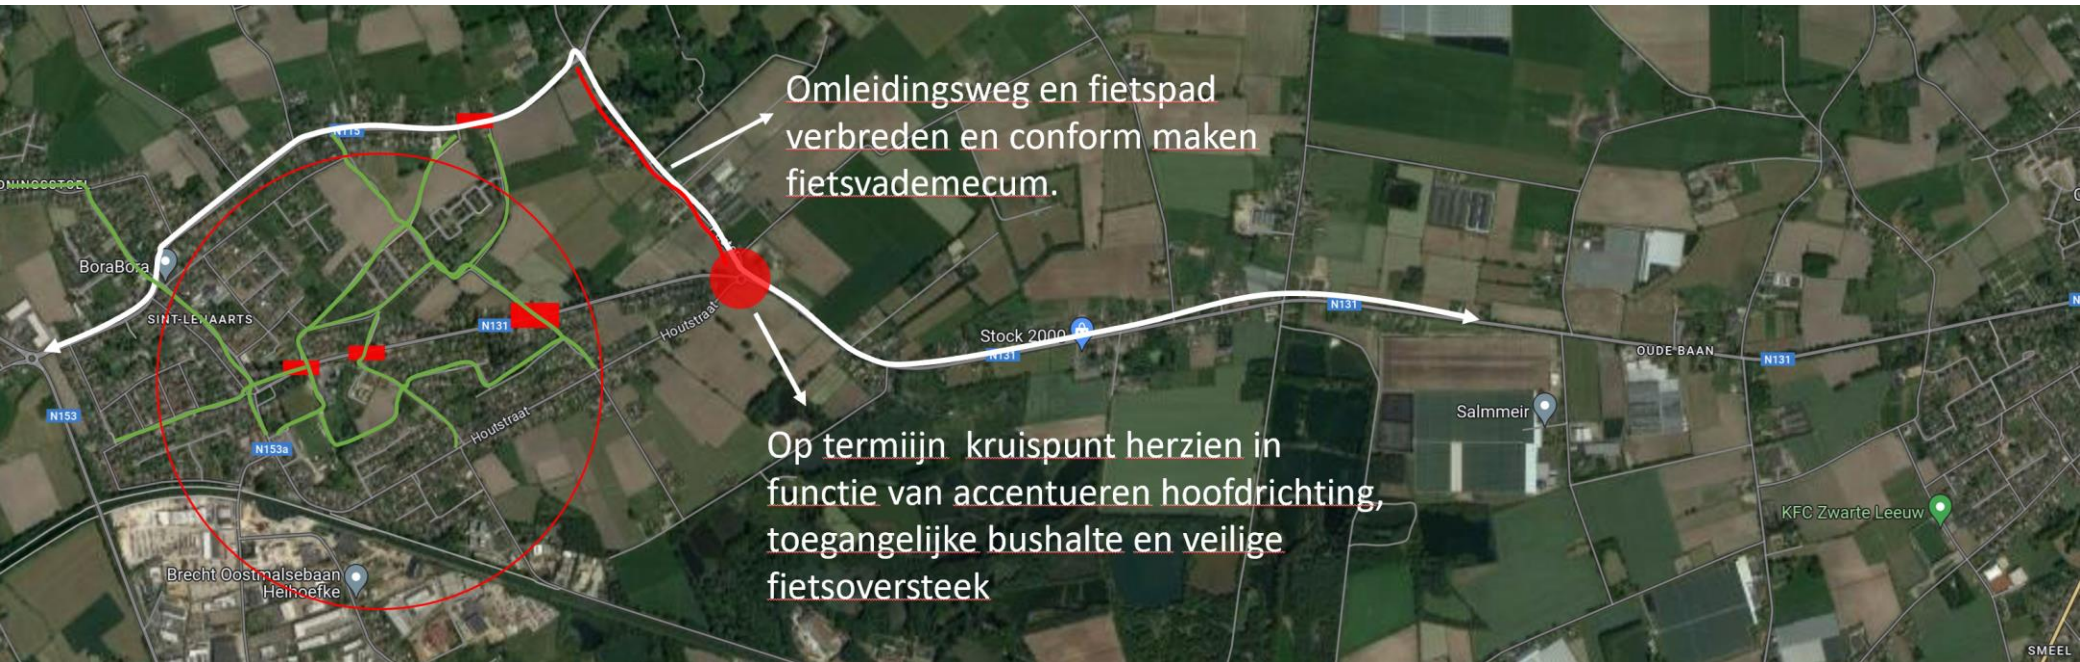 Omleidingsweg en fietspad
verbreden en conform maken
fietsvademecum.
N115
BoraBora
SINT-LENAARTS
N131
Houtstraat
Stock 2000
N131
N131
OUDE BAAN
N131
N153
Salmmeir
Houtstraat
N153a
Op termiijn  kruispunt herzien in
functie van accentueren hoofdrichting,
toegangelijke bushalte en veilige
fietsoversteek
KFC Zwarte Leeuw
Brecht Oostmalsebaan
Heihoefke
SMEEL